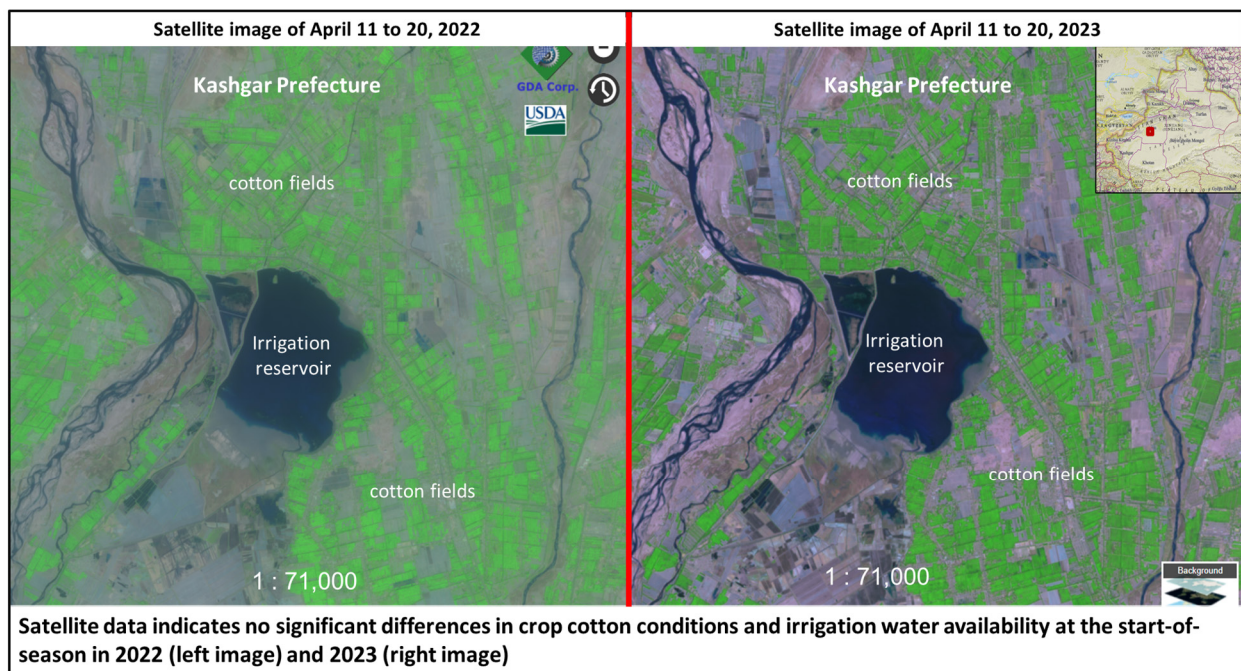 Satellite image of April 11 to 20, 2022
Satellite image of April 11 to 20, 2023
Kashgar Prefecture
GDA Corp.
USDA
cotton fields
Irrigation
reservoir
cotton fields
1 : 71,000
Kashgar Prefecture
cotton fields
Irrigation
reservoir
cotton fields
1 : 71,000
Background
Satellite data indicates no significant differences in crop cotton conditions and irrigation water availability at the start-of-
season in 2022 (left image) and 2023 (right image)